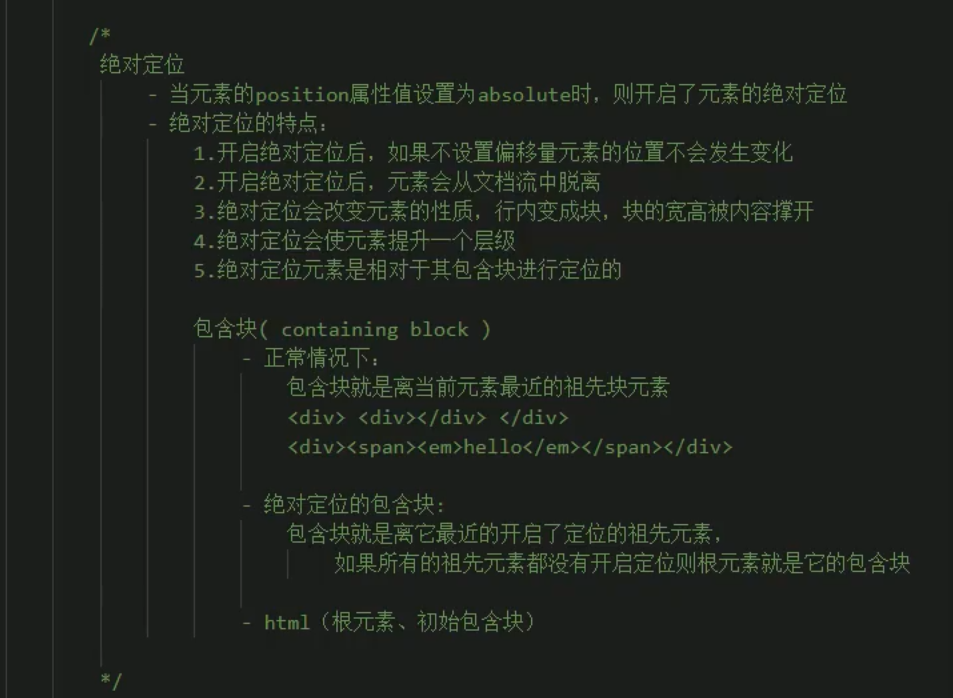 /*
绝对定位
- 当元素的position属性值设置为absolute时，则开启了元素的绝对定位
- 绝对定位的特点：
1.开启绝对定位后，如果不设置偏移量元素的位置不会发生变化
2.开启绝对定位后，元素会从文档流中脱离
3.绝对定位会改变元素的性质，行内变成块，块的宽高被内容撑开
4.绝对定位会使元素提升一个层级
5.绝对定位元素是相对于其包含块进行定位的
包含块( containing block )
- 正常情况下：
包含块就是离当前元素最近的祖先块元素
<div> <div></div> </div>
<div><span><em>hello</em></span></div>
- 绝对定位的包含块：
包含块就是离它最近的开启了定位的祖先元素，
如果所有的祖先元素都没有开启定位则根元素就是它的包含块
- html（根元素、初始包含块）
*/